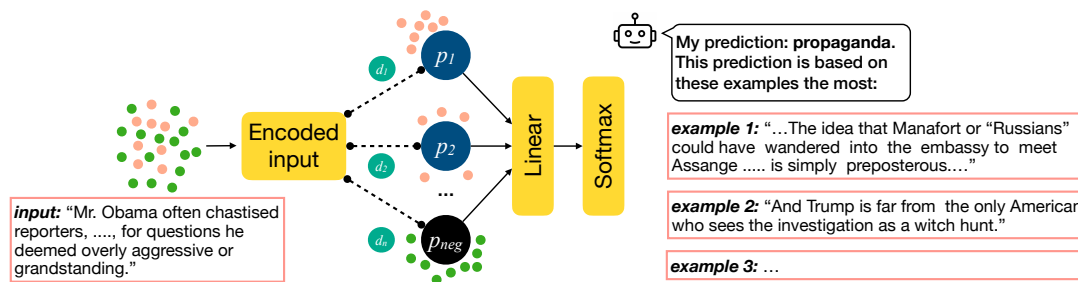 My prediction: propaganda.
This prediction is based on
these examples the most:
p1
d1
Encoded
input
p2
d2
...
dn
pneg
Linear
Softmax
input: “Mr. Obama often chastised
reporters, ...., for questions he
deemed overly aggressive or
grandstanding.”
example 1: “…The idea that Manafort or “Russians”
could have wandered into the embassy to meet
Assange ..... is simply preposterous.…”
example 2: “And Trump is far from the only American
who sees the investigation as a witch hunt.”
example 3: …